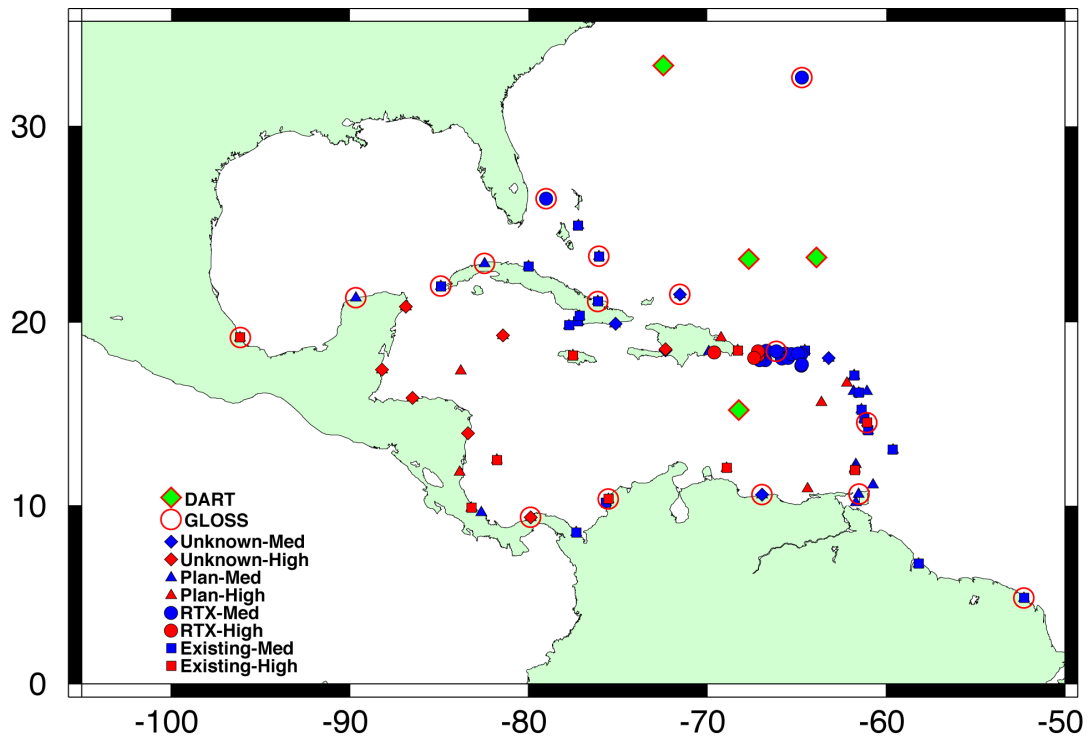 30
20
10
0
DART
GLOSS
Unknown-Med
Unknown-High
Plan-Med
Plan-High
RTX-Med
RTX-High
Existing-Med
Existing-High
-100 -90 -80 -70 -60 -50